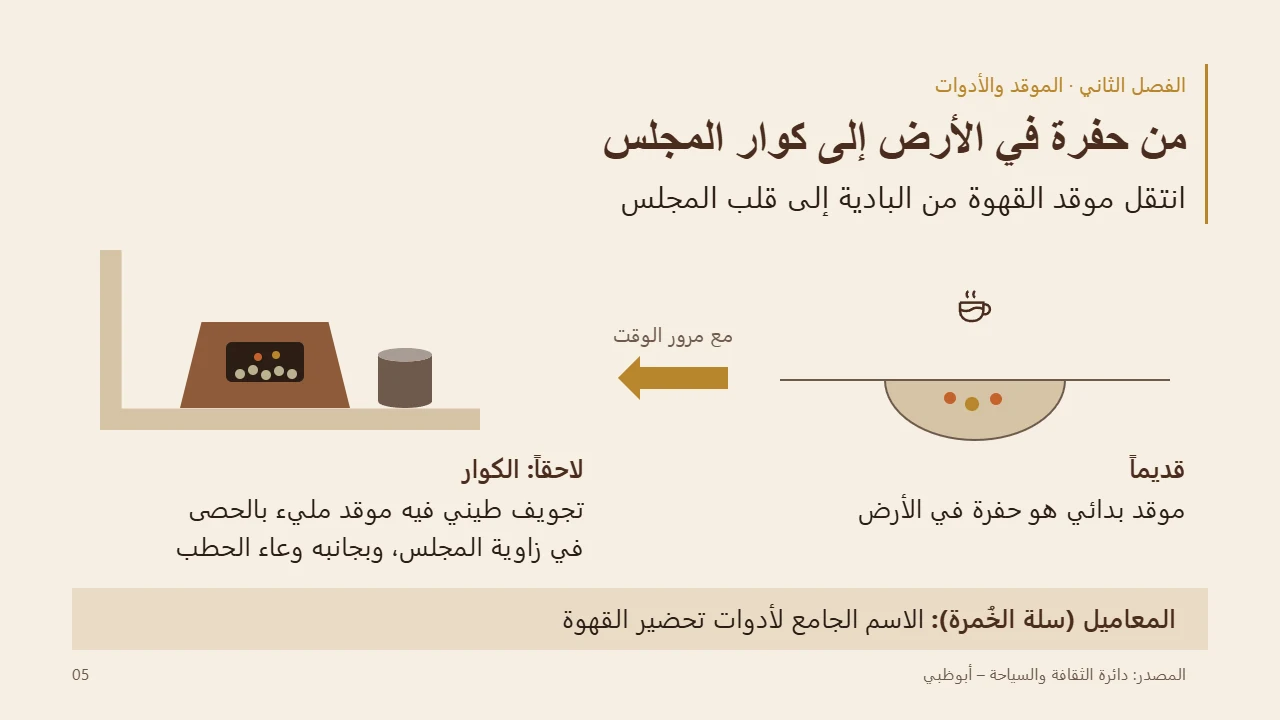 الفصل الثاني · الموقد والأدوات
من حفرة في الأرض إلى كوار المجلس
انتقل موقد القهوة من البادية إلى قلب المجلس
مع مرور الوقت
قديماً
موقد بدائي هو حفرة في الأرض
لاحقاً: الكوار
تجويف طيني فيه موقد مليء بالحصى
في زاوية المجلس، وبجانبه وعاء الحطب
المعاميل (سلة الخُمرة): الاسم الجامع لأدوات تحضير القهوة
المصدر: دائرة الثقافة والسياحة – أبوظبي
05